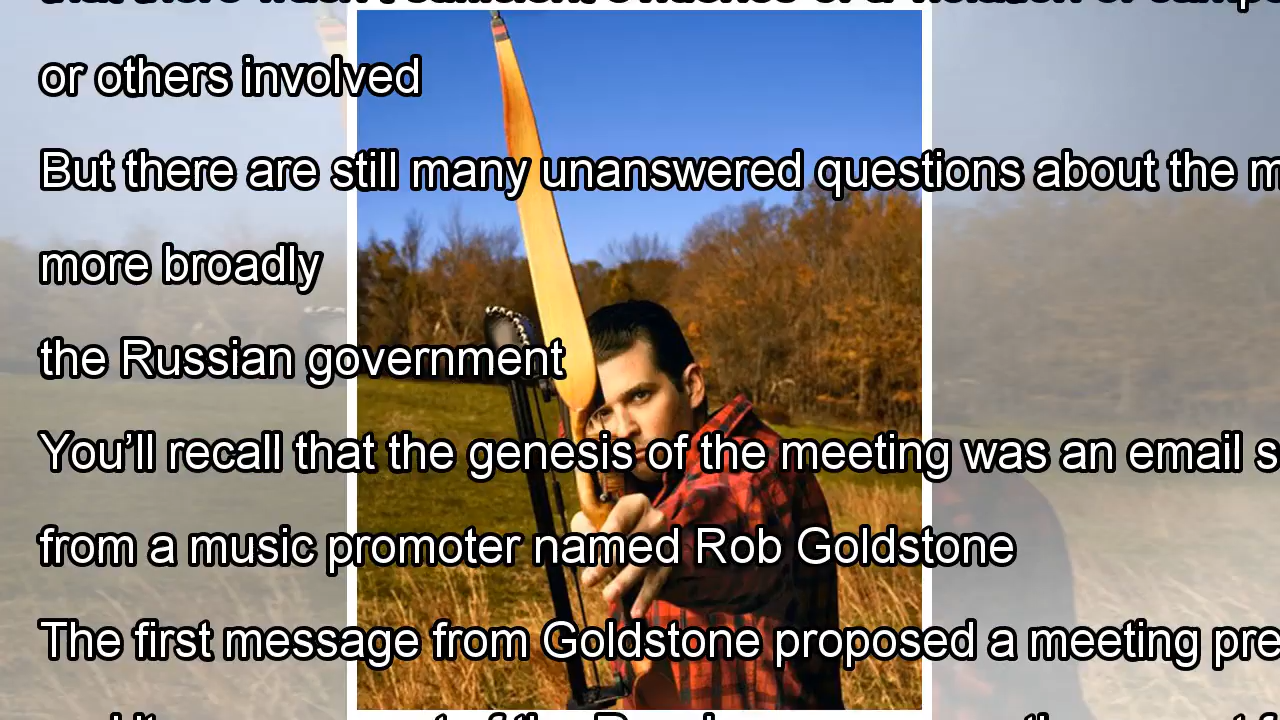 or others involved
But there are still many unanswered questions about the
more broadly
the Russian government
You’ll recall that the genesis of the meeting was an email
from a music promoter named Rob Goldstone
The first message from Goldstone proposed a meeting